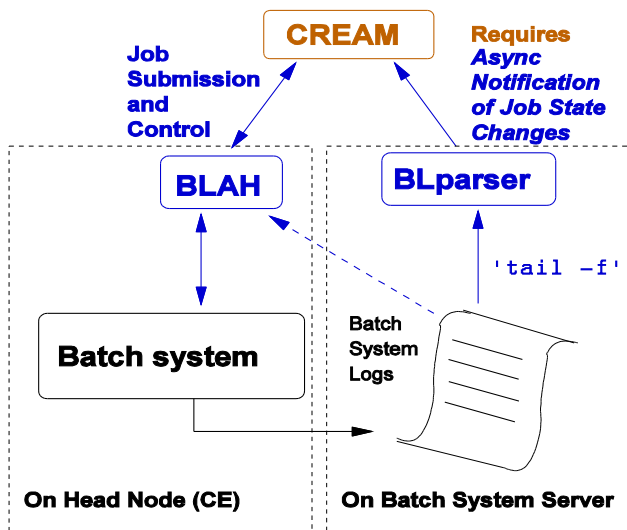 CREAM
Job
Submission
and
Control
Requires
Async
Notification
of Job State
Changes
BLAH
BLparser
'tail -f'
Batch system
Batch
System
Logs
On Head Node (CE)
On Batch System Server